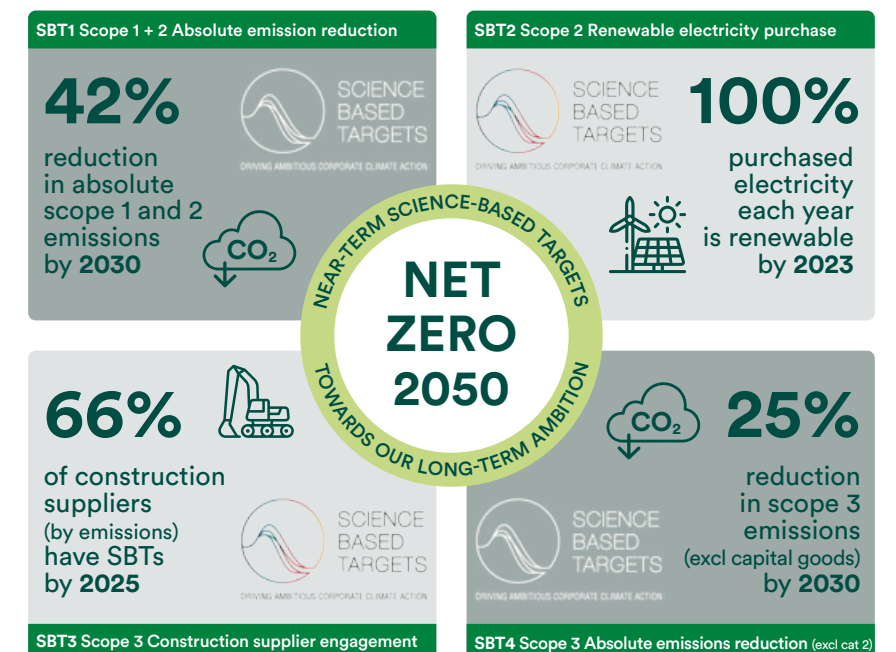 SBT1 Scope 1 + 2 Absolute emission reduction
42%
reduction
in absolute
scope 1 and 2
emissions
by 2030
SCIENCE
BASED
TARGETS
DRIVING AMBITIOUS CORPORATE CLIMATE ACTION
CO₂
SBT2 Scope 2 Renewable electricity purchase
SCIENCE
BASED
TARGETS
DRIVING AMBITIOUS CORPORATE CLIMATE ACTION
100%
purchased
electricity
each year
is renewable
by 2023
NEAR-TERM SCIENCE-BASED TARGETS
NET
ZERO
2050
TOWARDS OUR LONG-TERM AMBITION
66%
of construction
suppliers
(by emissions)
have SBTs
by 2025
SCIENCE
BASED
TARGETS
DRIVING AMBITIOUS CORPORATE CLIMATE ACTION
SBT3 Scope 3 Construction supplier engagement
CO₂
25%
reduction
in scope 3
emissions
(excl capital goods)
by 2030
SCIENCE
BASED
TARGETS
DRIVING AMBITIOUS CORPORATE CLIMATE ACTION
SBT4 Scope 3 Absolute emissions reduction (excl cat 2)